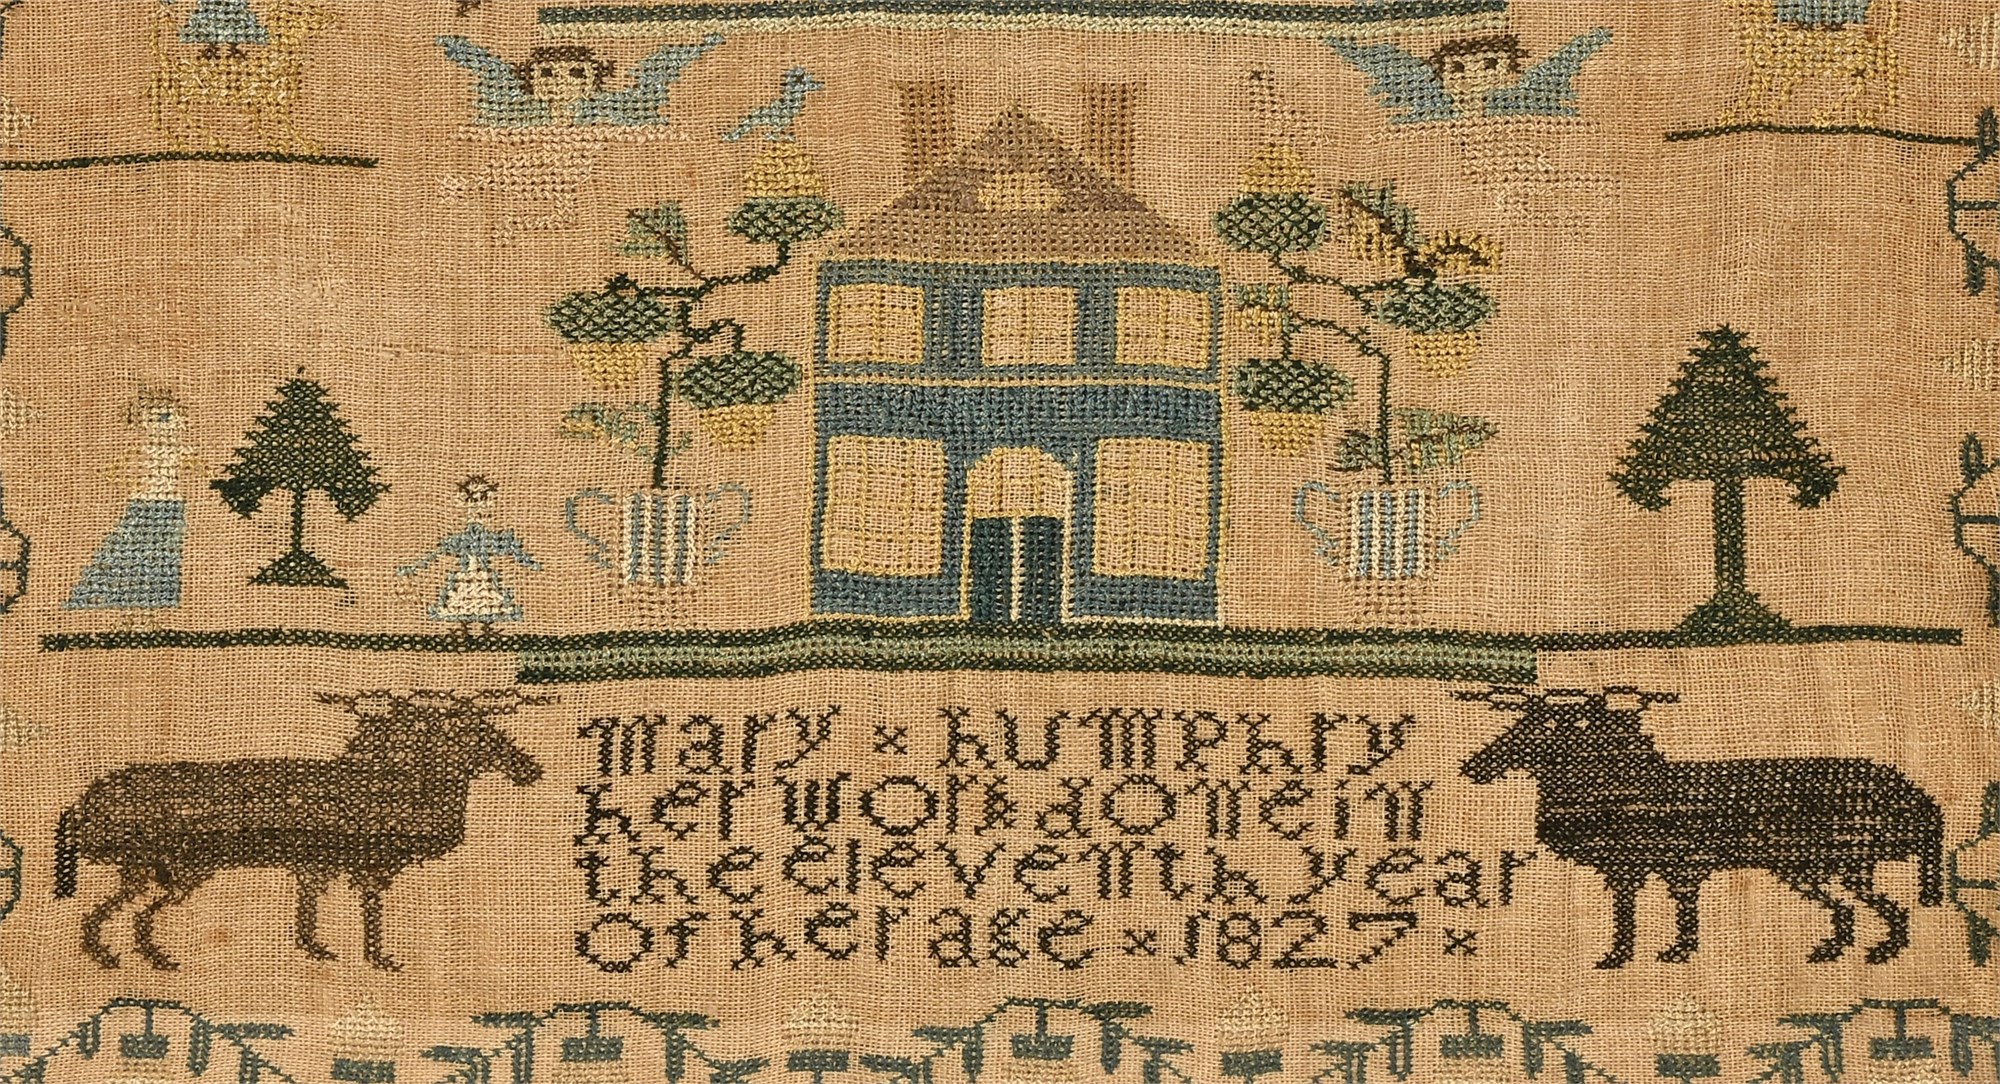 mary × humphry
her work done in
the eleventh year
of her age × 1827 ×